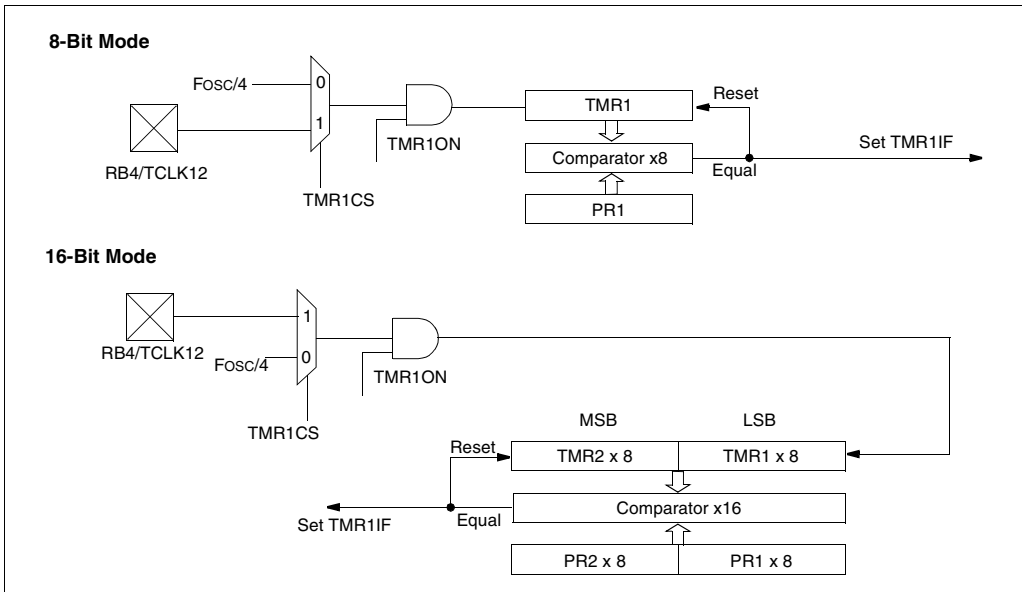 8-Bit Mode
FOSC/4
0
1
RB4/TCLK12
TMR1CS
TMR1ON
TMR1
Reset
Comparator x8
Equal
Set TMR1IF
PR1
16-Bit Mode
RB4/TCLK12
1
FOSC/4
0
TMR1CS
TMR1ON
MSB
LSB
Reset
TMR2 x 8
TMR1 x 8
Set TMR1IF
Equal
Comparator x16
PR2 x 8
PR1 x 8